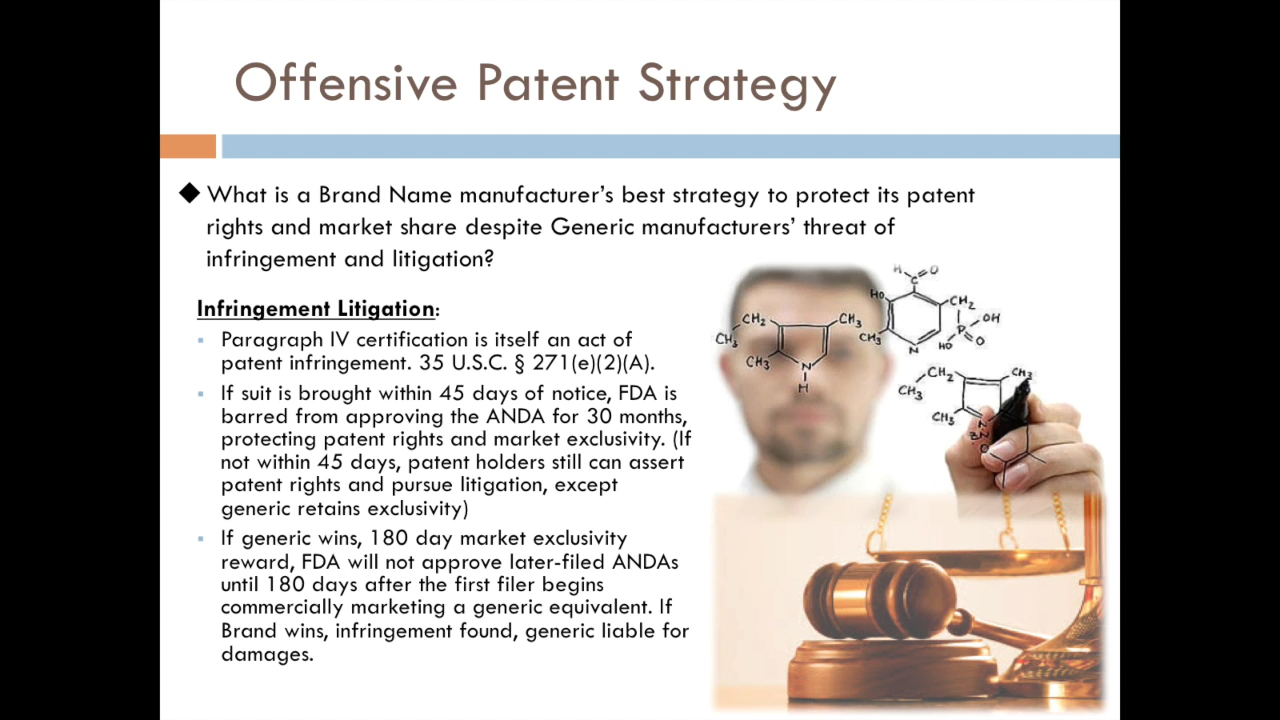 Offensive Patent Strategy
What is a Brand Name manufacturer's best strategy to protect its patent
rights and market share despite Generic manufacturers' threat of
infringement and litigation?
Infringement Litigation:
Paragraph IV certification is itself an act of
patent infringement. 35 U.S.C. § 271(e)(2)(A).
If suit is brought within 45 days of notice, FDA is
barred from approving the ANDA for 30 months,
protecting patent rights and market exclusivity. (If
not within 45 days, patent holders still can assert
patent rights and pursue litigation, except
generic retains exclusivity)
If generic wins, 180 day market exclusivity
reward, FDA will not approve later-filed ANDAs
until 180 days after the first filer begins
commercially marketing a generic equivalent. If
Brand wins, infringement found, generic liable for
damages.
CH₂ CH₃
CH₃
CH₃
N
H
H C O
HO CH₂
P OH
CH₃ HO O
N
CH₂ CH₃
CH₃
CH₃